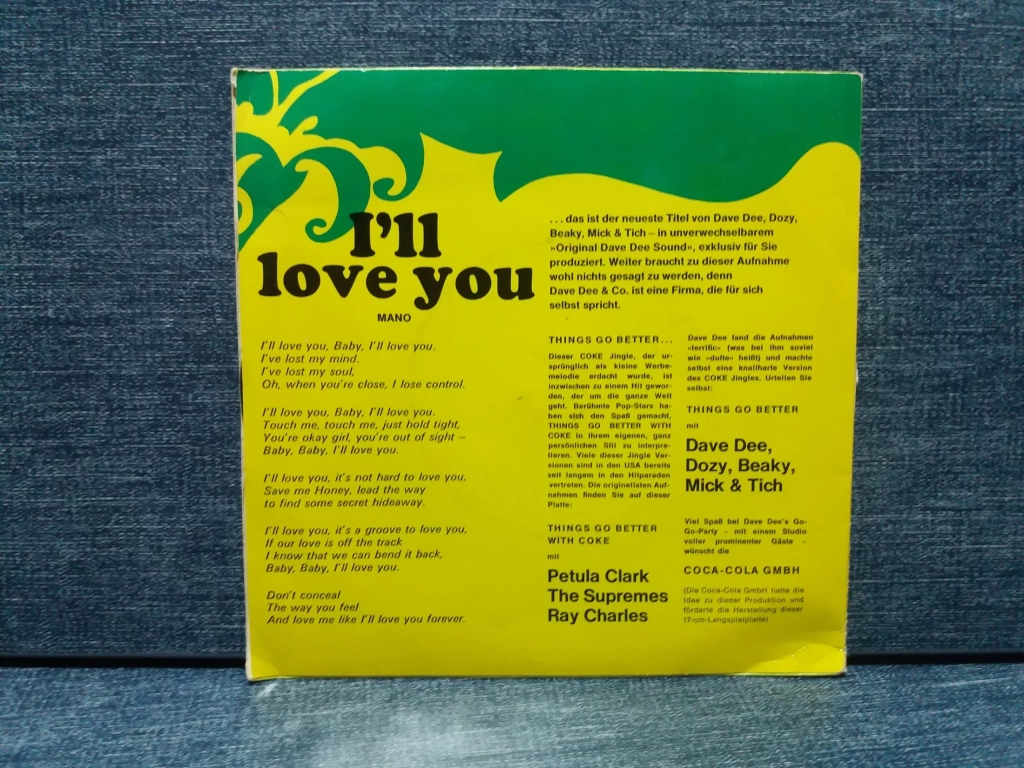 I'll
love you
MANO
I'll love you, Baby, I'll love you.
I've lost my mind.
I've lost my soul,
Oh, when you're close, I lose control.
I'll love you, Baby, I'll love you.
Touch me, touch me, just hold tight,
You're okay girl, you're out of sight –
Baby, Baby, I'll love you.
I'll love you, it's not hard to love you,
Save me Honey, lead the way
to find some secret hideaway.
I'll love you, it's a groove to love you,
If our love is off the track
I know that we can bend it back,
Baby, Baby, I'll love you.
Don't conceal
The way you feel
And love me like I'll love you forever.
...das ist der neueste Titel von Dave Dee, Dozy,
Beaky, Mick & Tich – in unverwechselbarem
»Original Dave Dee Sound«, exklusiv für Sie
produziert. Weiter braucht zu dieser Aufnahme
wohl nichts gesagt zu werden, denn
Dave Dee & Co. ist eine Firma, die für sich
selbst spricht.
THINGS GO BETTER...
Dieser COKE Jingle, der ur-
sprünglich als kleine Werbe-
melodie erdacht wurde, ist
inzwischen zu einem Hit gewor-
den, der um die ganze Welt
geht. Berühmte Pop-Stars ha-
ben sich den Spaß gemacht,
THINGS GO BETTER WITH
COKE in ihrem eigenen, ganz
persönlichen Stil zu interpre-
tieren. Viele dieser Jingle Ver-
sionen sind in den USA bereits
seit langem in den Hitparaden
vertreten. Die originellsten Auf-
nahmen finden Sie auf dieser
Platte:
THINGS GO BETTER
WITH COKE
mit
Petula Clark
The Supremes
Ray Charles
Dave Dee fand die Aufnahmen
»terrific« (was bei ihm soviel
wie »dufte« heißt) und machte
selbst eine knallharte Version
des COKE Jingles. Urteilen Sie
selbst:
THINGS GO BETTER
mit
Dave Dee,
Dozy, Beaky,
Mick & Tich
Viel Spaß bei Dave Dee's Go-
Go-Party – mit einem Studio
voller prominenter Gäste –
wünscht die
COCA-COLA GMBH
(Die Coca-Cola GmbH hatte die
Idee zu dieser Produktion und
förderte die Herstellung dieser
17-cm-Langspielplatte)